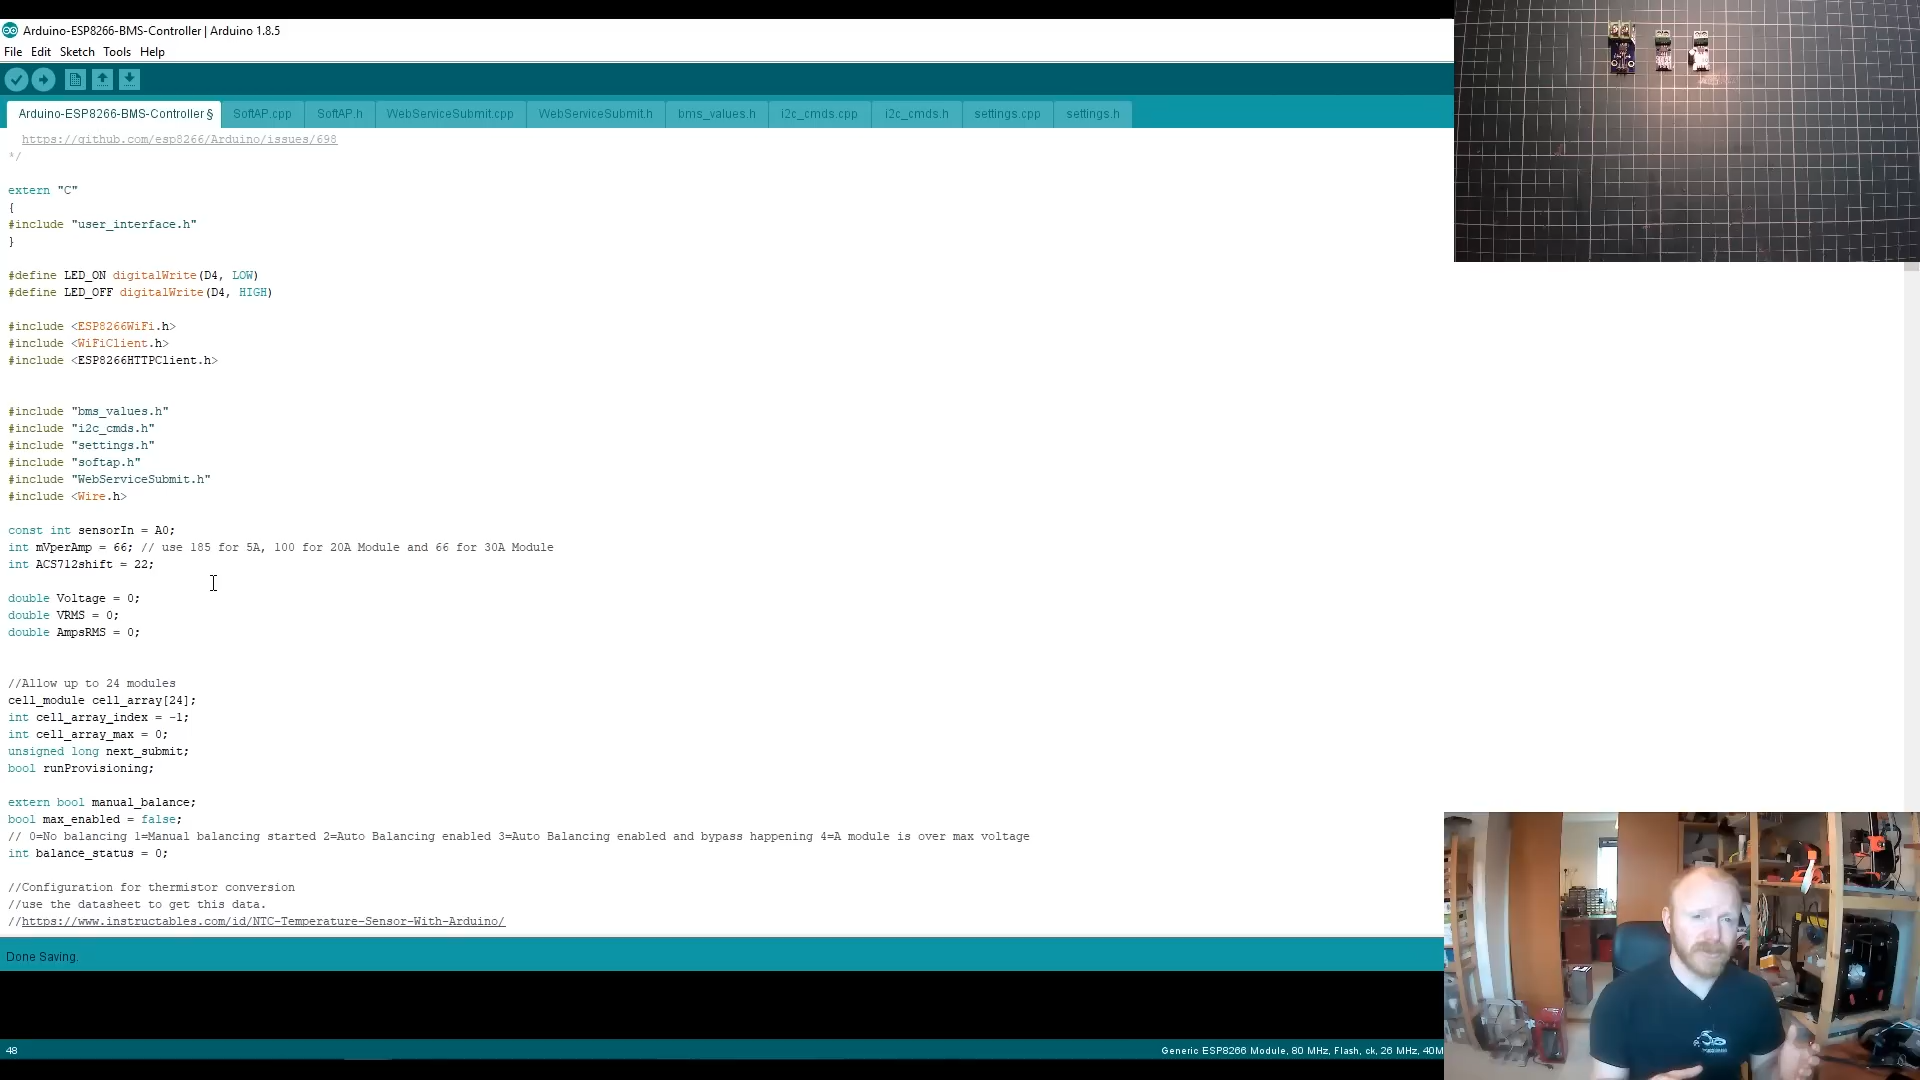 Arduino-ESP8266-BMS-Controller | Arduino 1.8.5
File Edit Sketch Tools Help
Arduino-ESP8266-BMS-Controller § SoftAP.cpp SoftAP.h WebServiceSubmit.cpp WebServiceSubmit.h bms_values.h i2c_cmds.cpp i2c_cmds.h settings.cpp settings.h
https://github.com/esp8266/Arduino/issues/698
*/
extern "C"
{
#include "user_interface.h"
}
#define LED_ON digitalWrite(D4, LOW)
#define LED_OFF digitalWrite(D4, HIGH)
#include <ESP8266WiFi.h>
#include <WiFiClient.h>
#include <ESP8266HTTPClient.h>
#include "bms_values.h"
#include "i2c_cmds.h"
#include "settings.h"
#include "softap.h"
#include "WebServiceSubmit.h"
#include <Wire.h>
const int sensorIn = A0;
int mVperAmp = 66; // use 185 for 5A, 100 for 20A Module and 66 for 30A Module
int ACS712shift = 22;
double Voltage = 0;
double VRMS = 0;
double AmpsRMS = 0;
//Allow up to 24 modules
cell_module cell_array[24];
int cell_array_index = -1;
int cell_array_max = 0;
unsigned long next_submit;
bool runProvisioning;
extern bool manual_balance;
bool max_enabled = false;
// 0=No balancing 1=Manual balancing started 2=Auto Balancing enabled 3=Auto Balancing enabled and bypass happening 4=A module is over max voltage
int balance_status = 0;
//Configuration for thermistor conversion
//use the datasheet to get this data.
//https://www.instructables.com/id/NTC-Temperature-Sensor-With-Arduino/
Done Saving.
48
Generic ESP8266 Module, 80 MHz, Flash, ck, 26 MHz, 40M